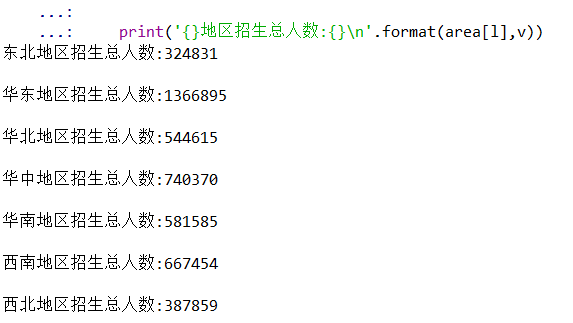 ...:
...:     print('{}地区招生总人数:{}\n'.format(area[l],v))
东北地区招生总人数:324831
华东地区招生总人数:1366895
华北地区招生总人数:544615
华中地区招生总人数:740370
华南地区招生总人数:581585
西南地区招生总人数:667454
西北地区招生总人数:387859